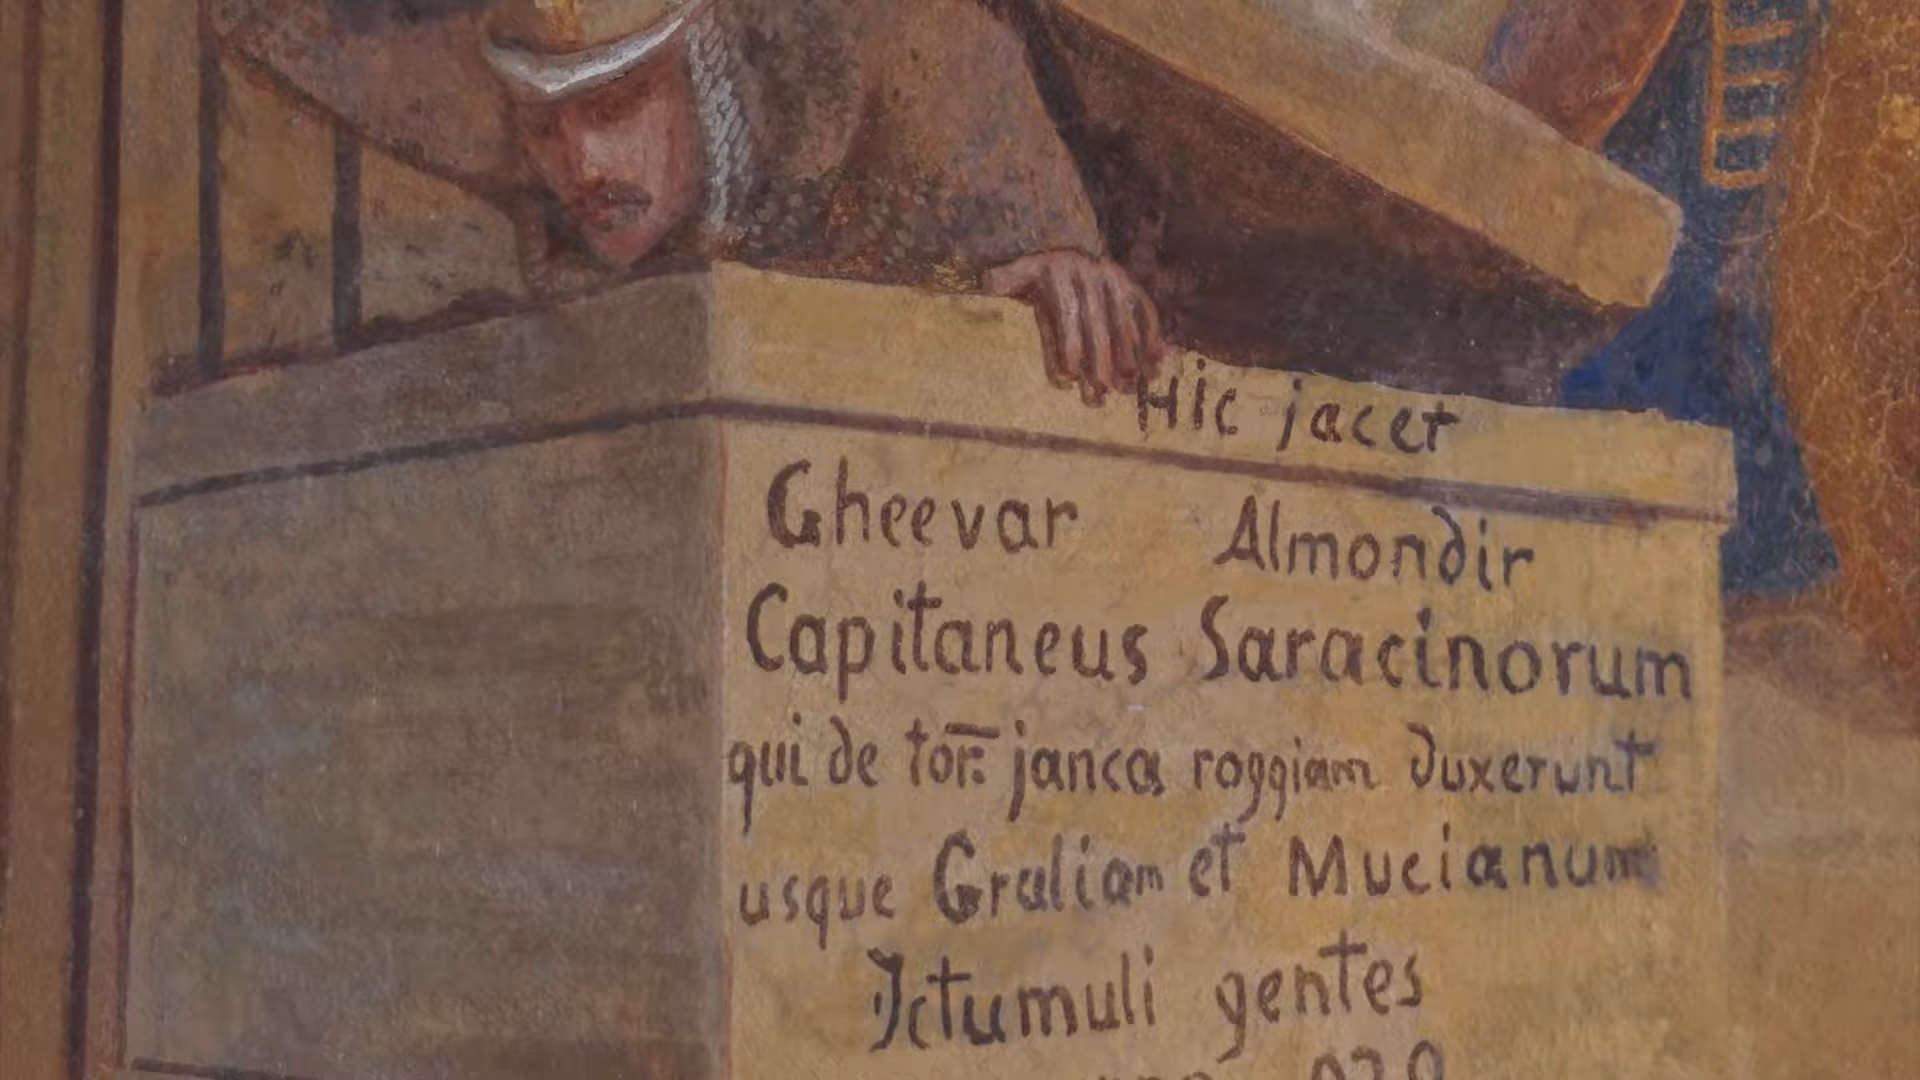 Hic jacet
Gheevar Almondir
Capitaneus Saracinorum
qui de tor̄: janca roggiam duxerunt
usque Graliam et Mucianum
Ictumuli gentes